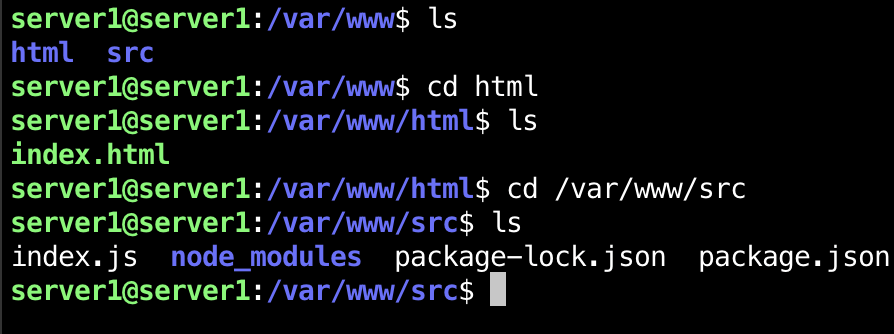 server1@server1:/var/www$ ls
html  src
server1@server1:/var/www$ cd html
server1@server1:/var/www/html$ ls
index.html
server1@server1:/var/www/html$ cd /var/www/src
server1@server1:/var/www/src$ ls
index.js  node_modules  package-lock.json  package.json
server1@server1:/var/www/src$